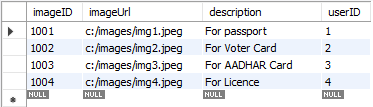 imageID imageUrl description userID
1001 c:/images/img1.jpeg For passport 1
1002 c:/images/img2.jpeg For Voter Card 2
1003 c:/images/img3.jpeg For AADHAR Card 3
1004 c:/images/img4.jpeg For Licence 4
NULL NULL NULL NULL